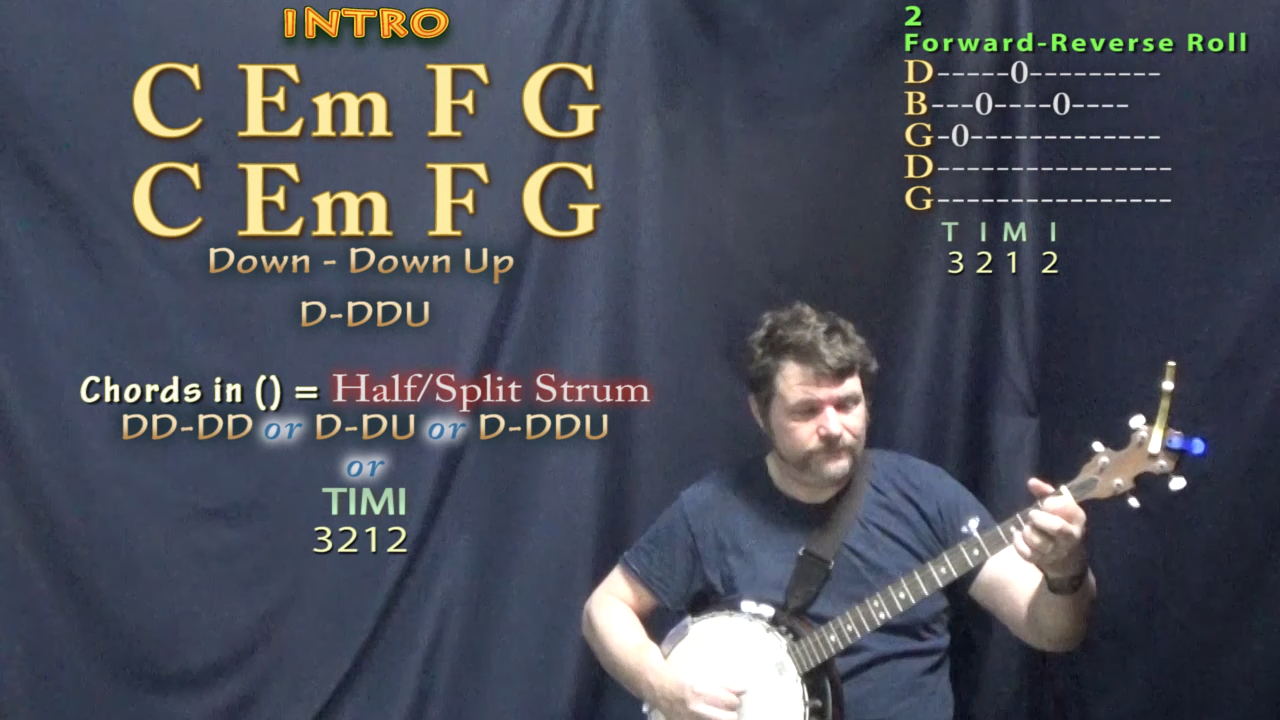 INTRO
C Em F G
C Em F G
Down - Down Up
D-DDU
Chords in () = Half/Split Strum
DD-DD or D-DU or D-DDU
or
TIMI
3212
2
Forward-Reverse Roll
D-----0---------
B---0----0----
G-0-------------
D----------------
G----------------
T I M I
3 2 1 2